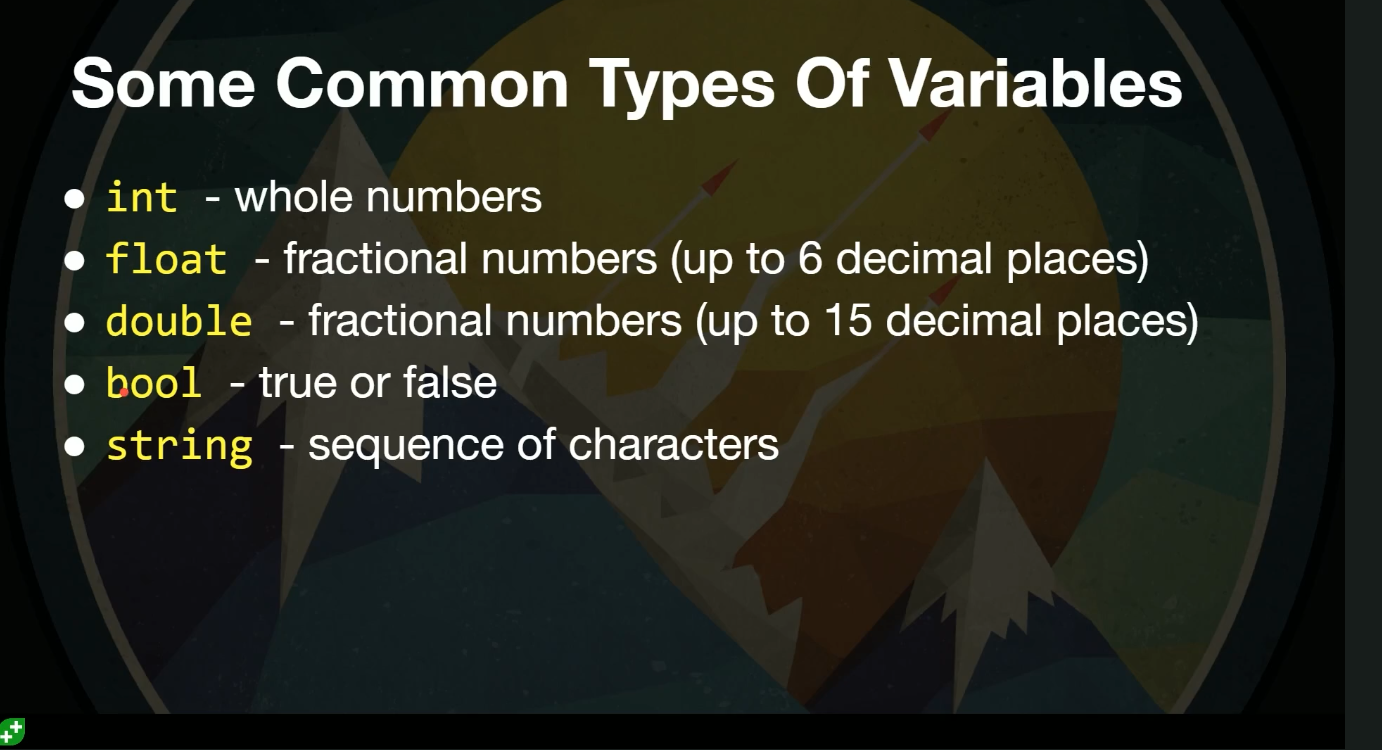 Some Common Types Of Variables
● int - whole numbers
● float - fractional numbers (up to 6 decimal places)
● double - fractional numbers (up to 15 decimal places)
● bool - true or false
● string - sequence of characters